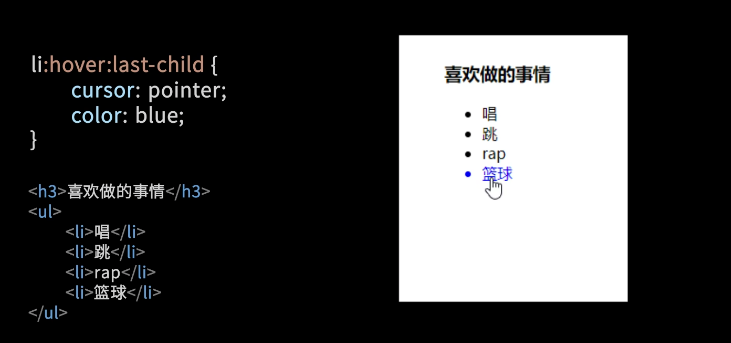 li:hover:last-child {
cursor: pointer;
color: blue;
}
<h3>喜欢做的事情</h3>
<ul>
<li>唱</li>
<li>跳</li>
<li>rap</li>
<li>篮球</li>
</ul>
喜欢做的事情
唱
跳
rap
篮球